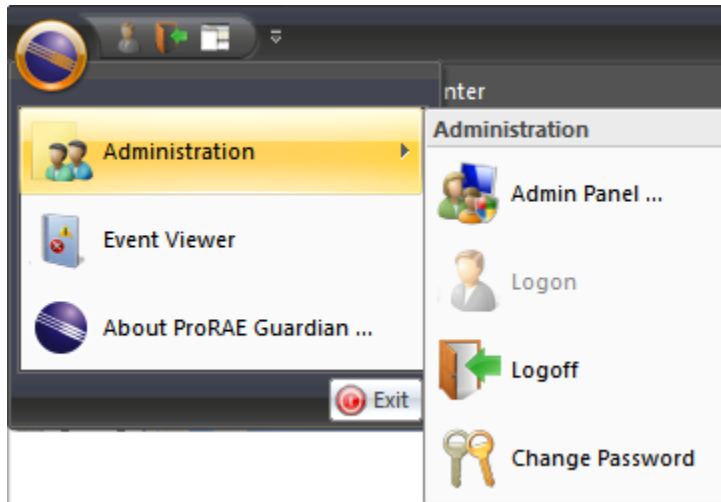 nter
Administration
Event Viewer
About ProRAE Guardian ...
Exit
Administration
Admin Panel ...
Logon
Logoff
Change Password